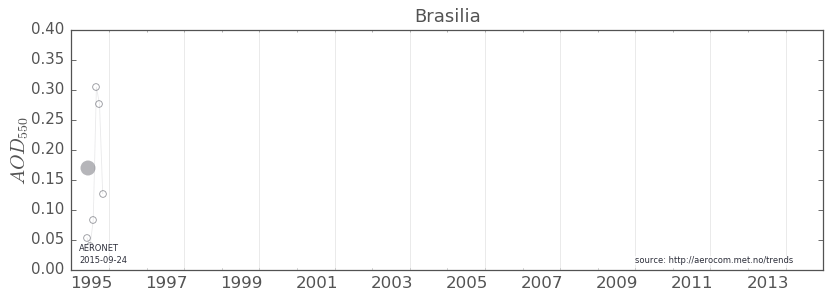 Brasilia
0.40
0.35
0.30
0.25
0.20
0.15
0.10
0.05
0.00
AOD550
AERONET
2015-09-24
source: http://aerocom.met.no/trends
1995 1997 1999 2001 2003 2005 2007 2009 2011 2013